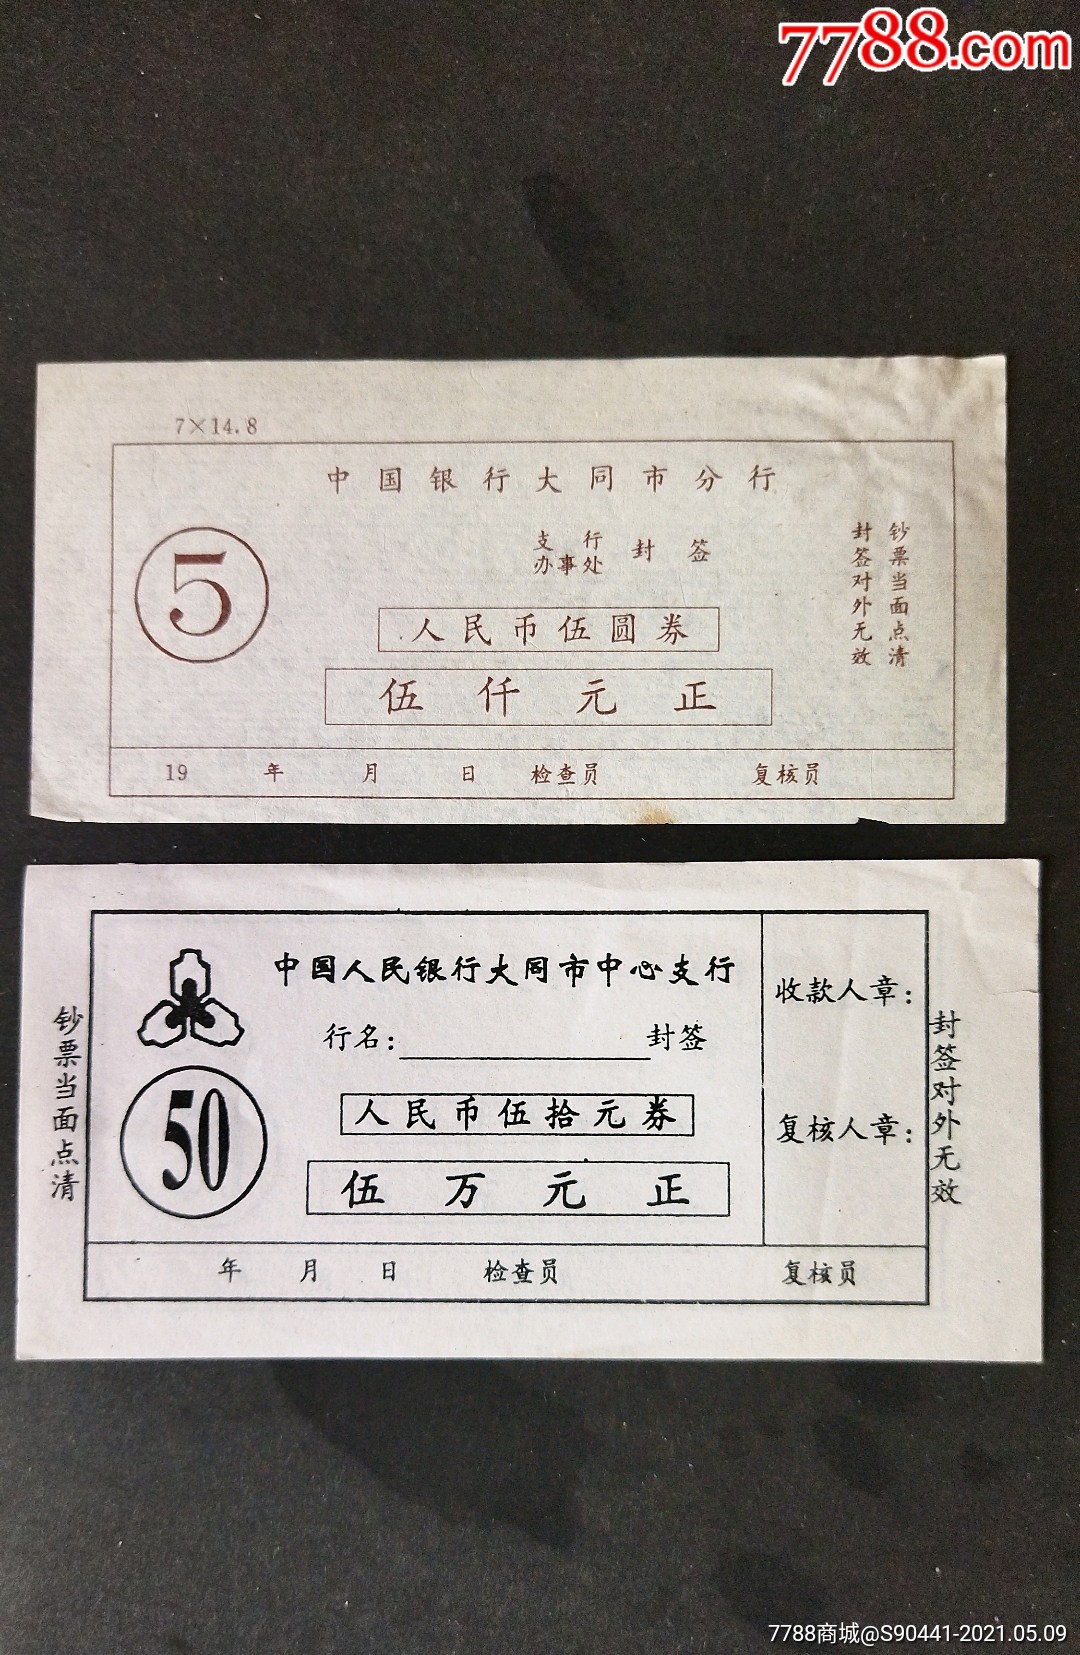 7788.com
7×14.8
中国银行大同市分行
5
支行
办事处
封签
人民币伍圆券
伍仟元正
钞票当面点清
封签对外无效
19 年 月 日 检查员 复核员
中国人民银行大同市中心支行
行名: 封签
50
人民币伍拾元券
伍万元正
收款人章:
复核人章:
钞票当面点清
封签对外无效
年 月 日 检查员 复核员
7788商城@S90441-2021.05.09